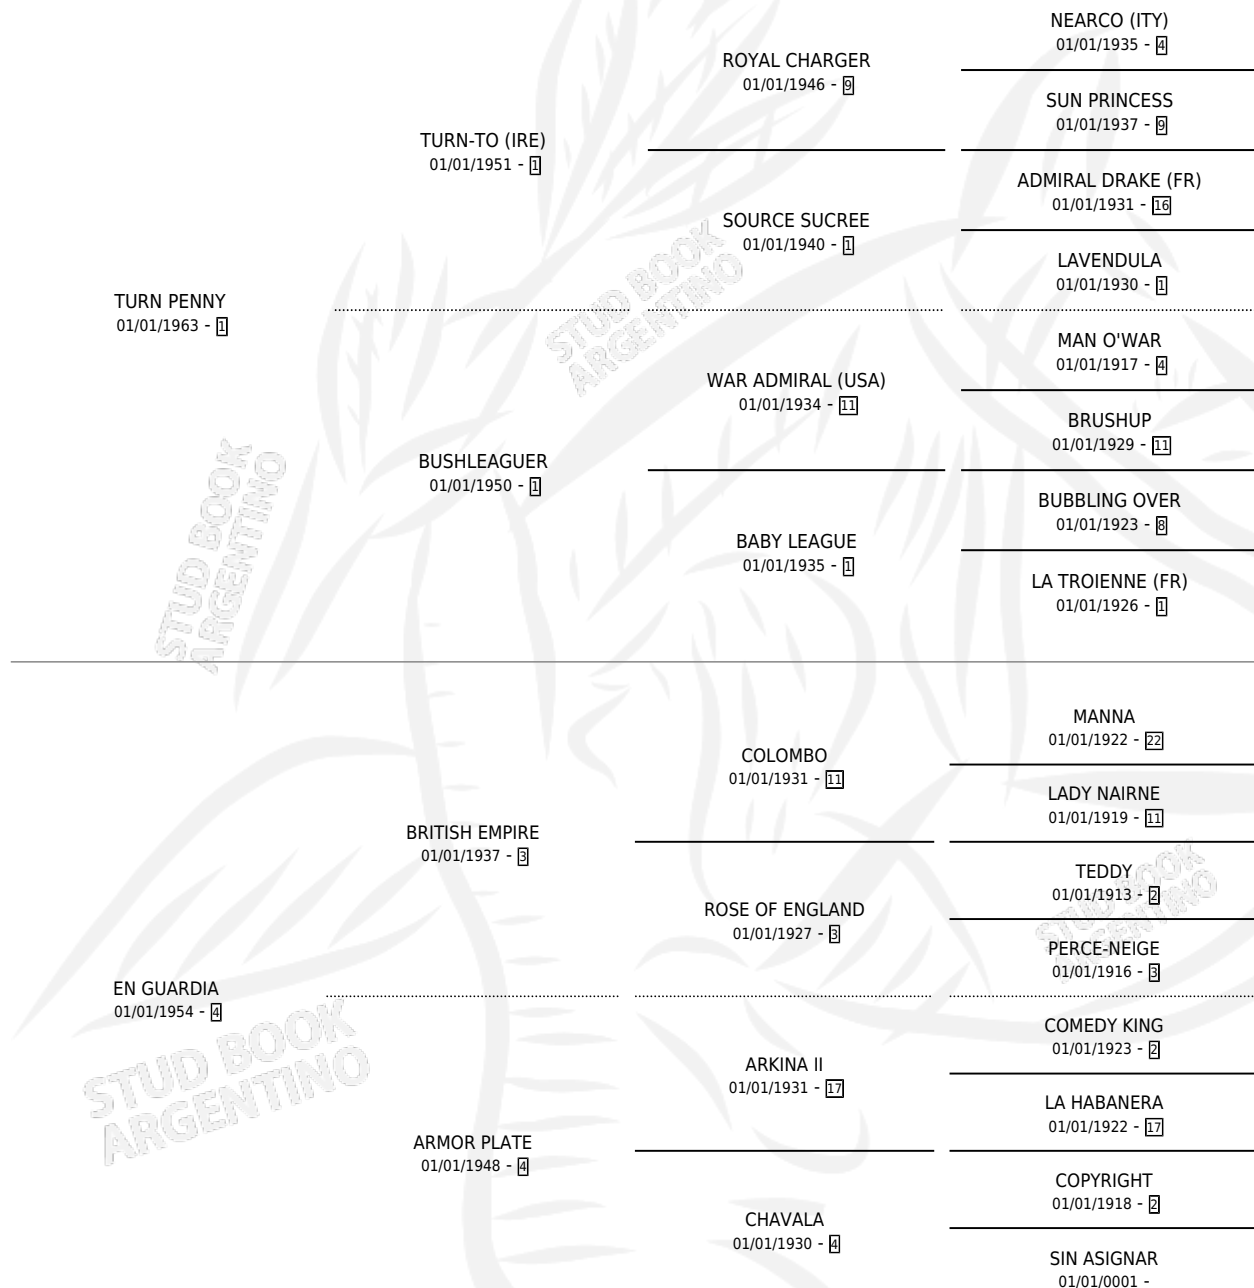 NEARCO (ITY)
01/01/1935 - 4
ROYAL CHARGER
01/01/1946 - 9
SUN PRINCESS
01/01/1937 - 9
TURN-TO (IRE)
01/01/1951 - 1
ADMIRAL DRAKE (FR)
01/01/1931 - 16
SOURCE SUCREE
01/01/1940 - 1
LAVENDULA
01/01/1930 - 1
TURN PENNY
01/01/1963 - 1
MAN O'WAR
01/01/1917 - 4
WAR ADMIRAL (USA)
01/01/1934 - 11
BRUSHUP
01/01/1929 - 11
BUSHLEAGUER
01/01/1950 - 1
BUBBLING OVER
01/01/1923 - 8
BABY LEAGUE
01/01/1935 - 1
LA TROIENNE (FR)
01/01/1926 - 1
MANNA
01/01/1922 - 22
COLOMBO
01/01/1931 - 11
LADY NAIRNE
01/01/1919 - 11
BRITISH EMPIRE
01/01/1937 - 3
TEDDY
01/01/1913 - 2
ROSE OF ENGLAND
01/01/1927 - 3
PERCE-NEIGE
01/01/1916 - 3
EN GUARDIA
01/01/1954 - 4
COMEDY KING
01/01/1923 - 2
ARKINA II
01/01/1931 - 17
LA HABANERA
01/01/1922 - 17
ARMOR PLATE
01/01/1948 - 4
COPYRIGHT
01/01/1918 - 2
CHAVALA
01/01/1930 - 4
SIN ASIGNAR
01/01/0001 -
STUD BOOK
ARGENTINO
STUD BOOK
ARGENTINO
STUD BOOK
ARGENTINO
STUD BOOK
ARGENTINO